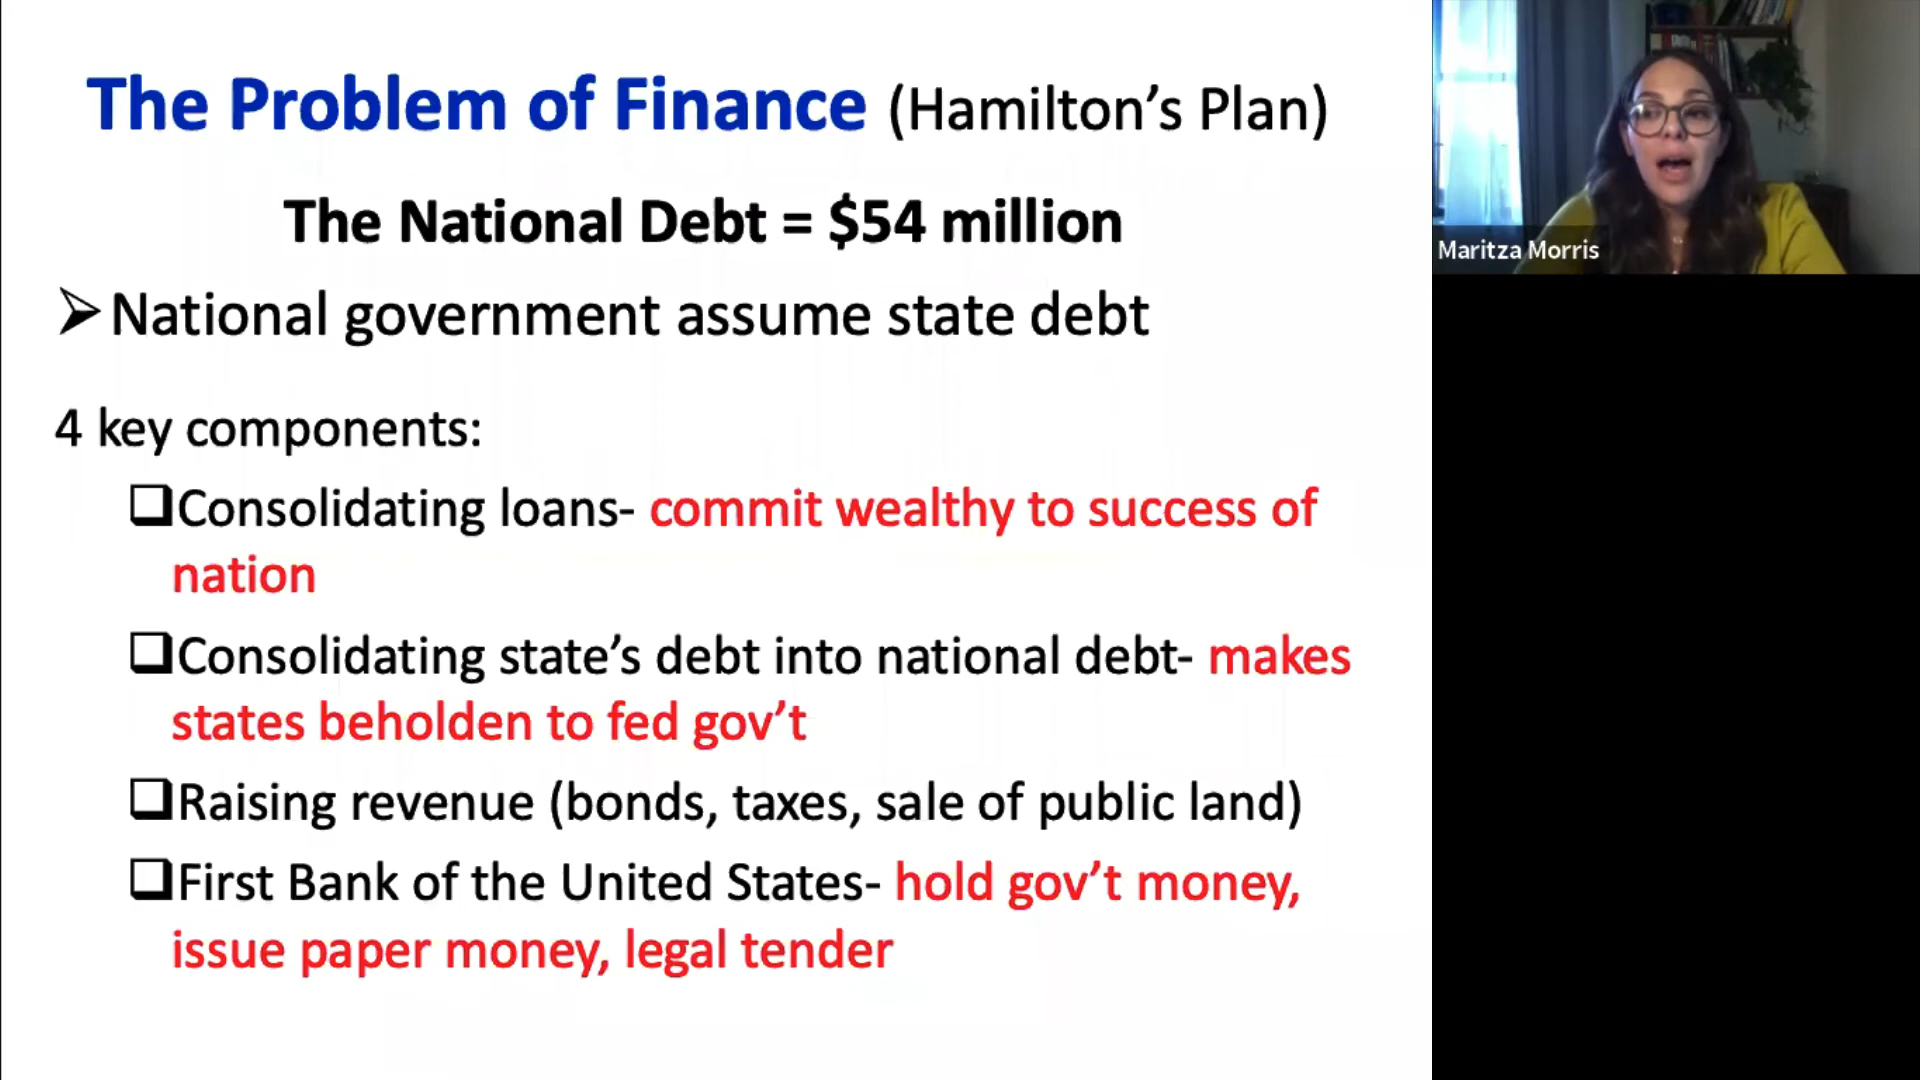 The Problem of Finance (Hamilton’s Plan)
The National Debt = $54 million
➢National government assume state debt
4 key components:
❑Consolidating loans- commit wealthy to success of
nation
❑Consolidating state’s debt into national debt- makes
states beholden to fed gov’t
❑Raising revenue (bonds, taxes, sale of public land)
❑First Bank of the United States- hold gov’t money,
issue paper money, legal tender
Maritza Morris